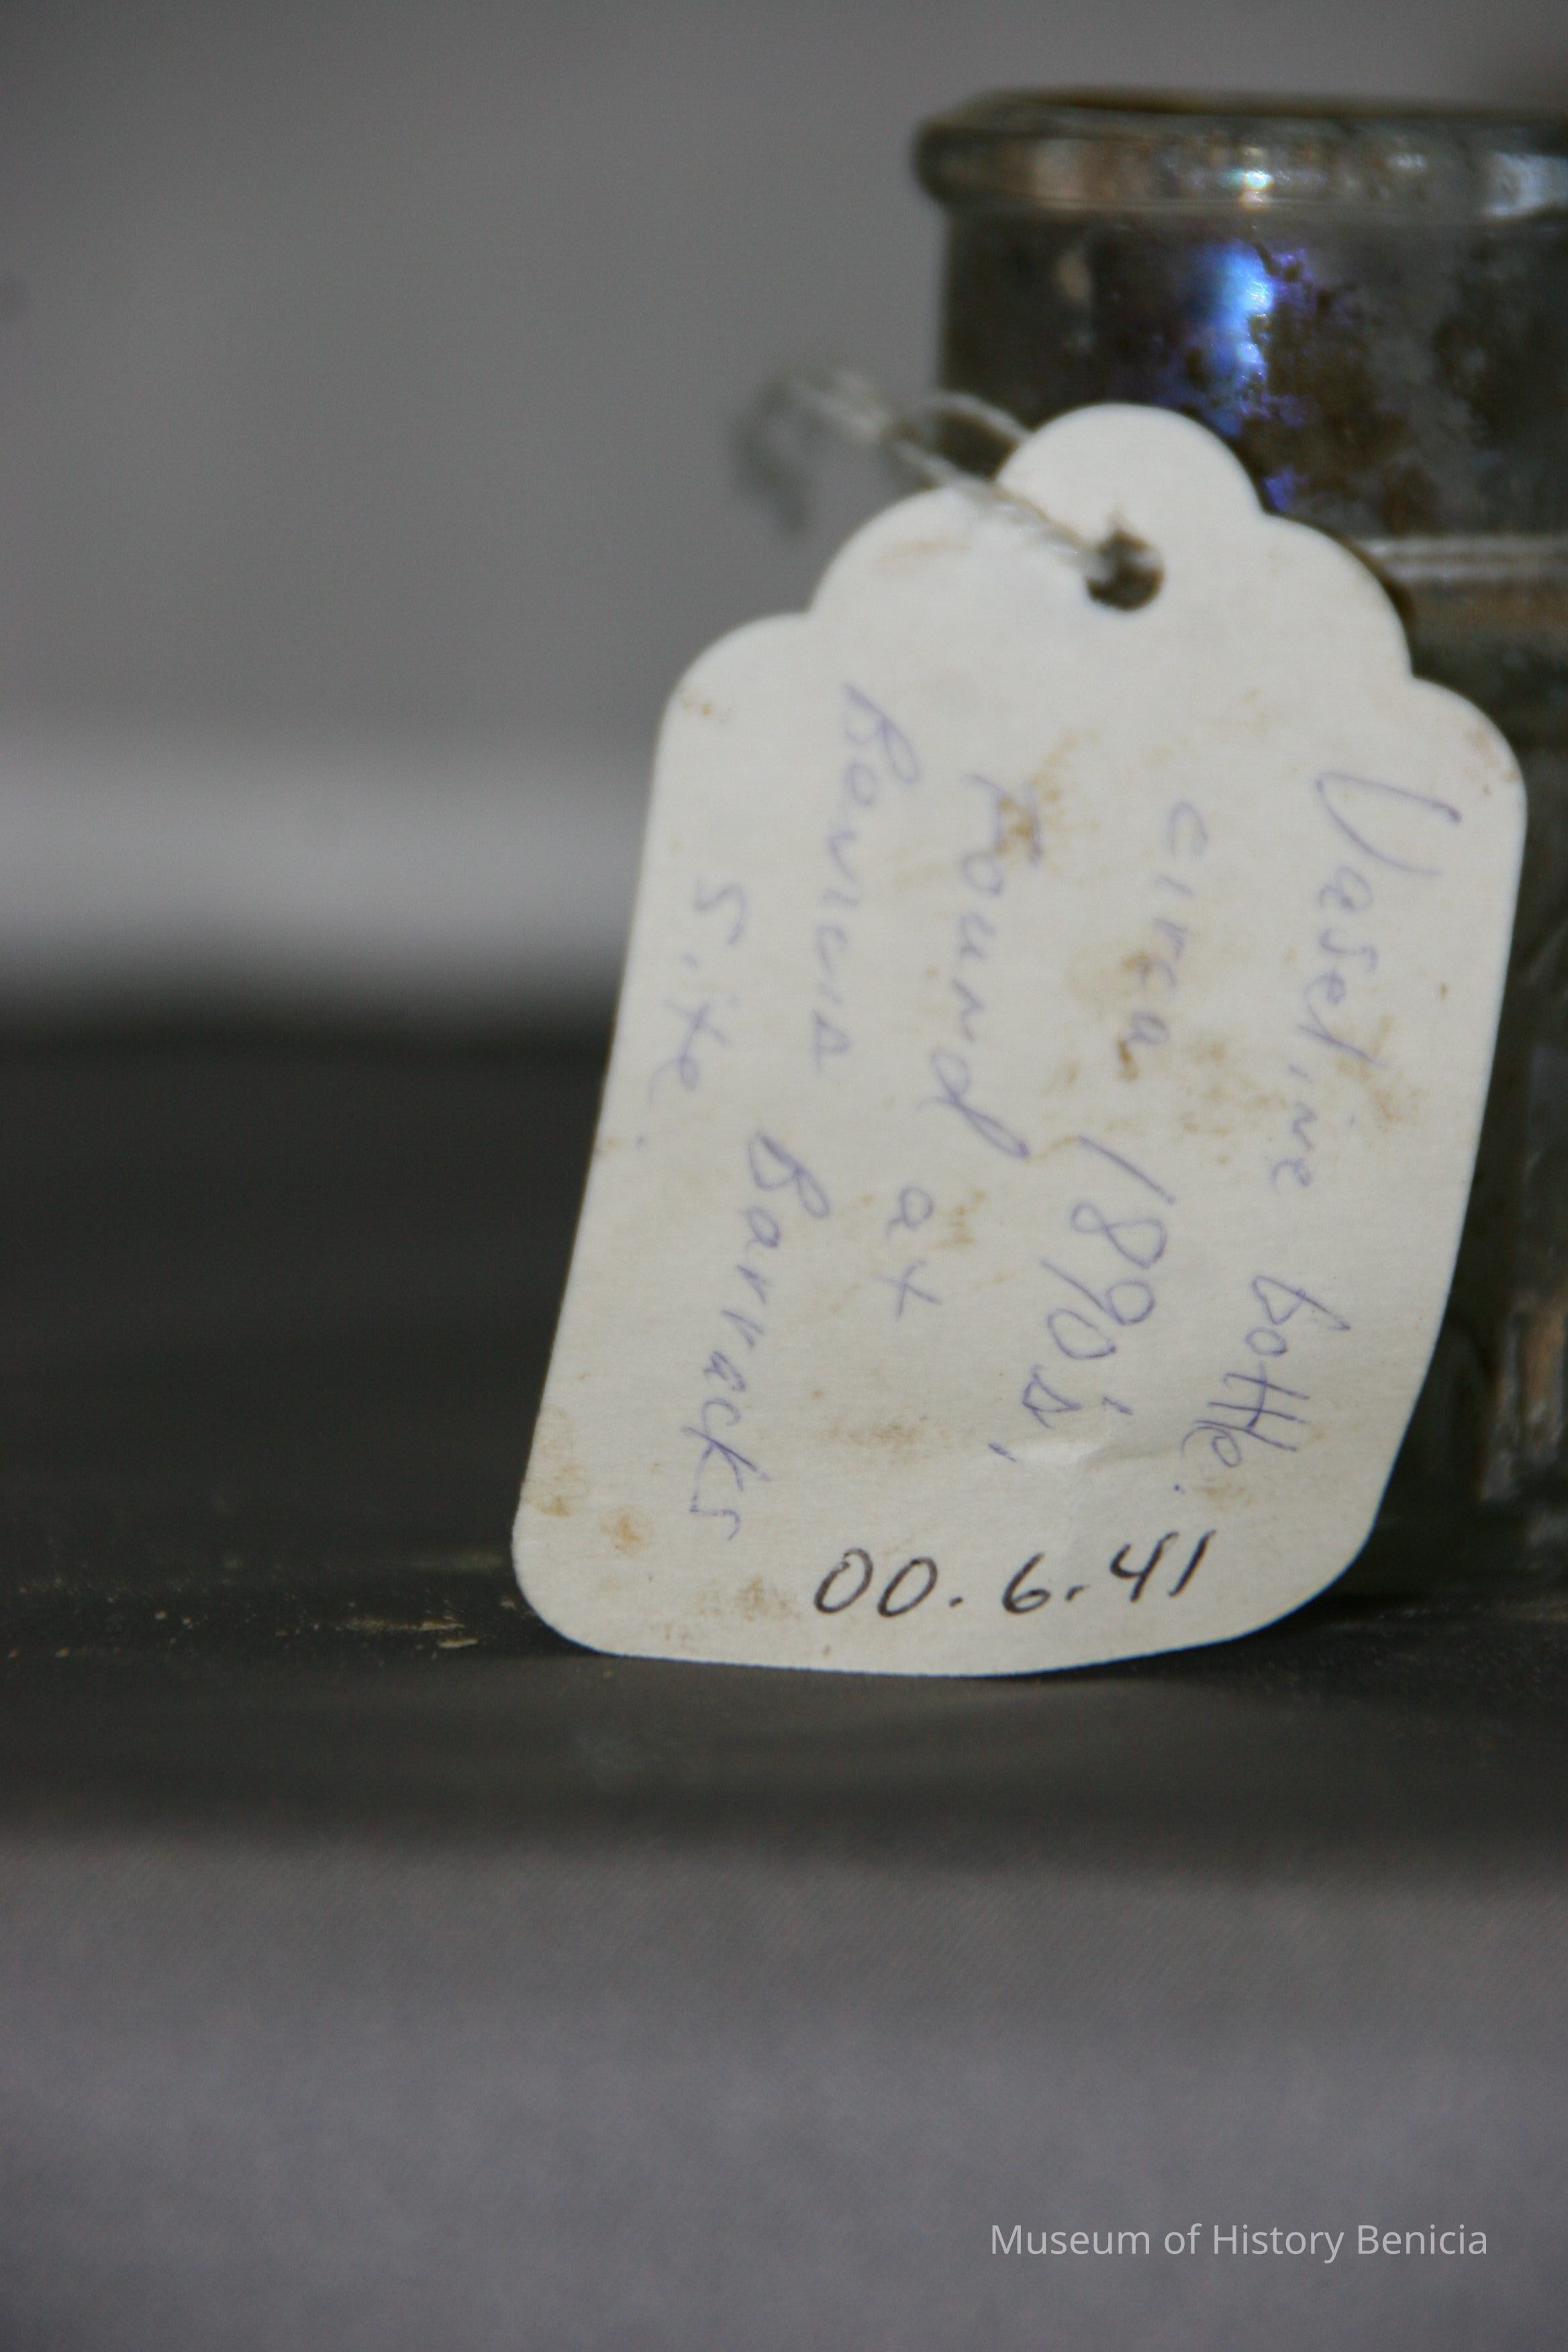 Vaseline bottle.
circa 1890's,
Found at
Benicia Barracks
Site.
00.6.41
Museum of History Benicia